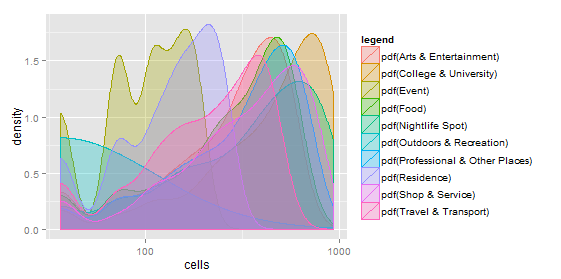 legend
pdf(Arts & Entertainment)
pdf(College & University)
pdf(Event)
pdf(Food)
pdf(Nightlife Spot)
pdf(Outdoors & Recreation)
pdf(Professional & Other Places)
pdf(Residence)
pdf(Shop & Service)
pdf(Travel & Transport)
density
1.5
1.0
0.5
0.0
100
1000
cells